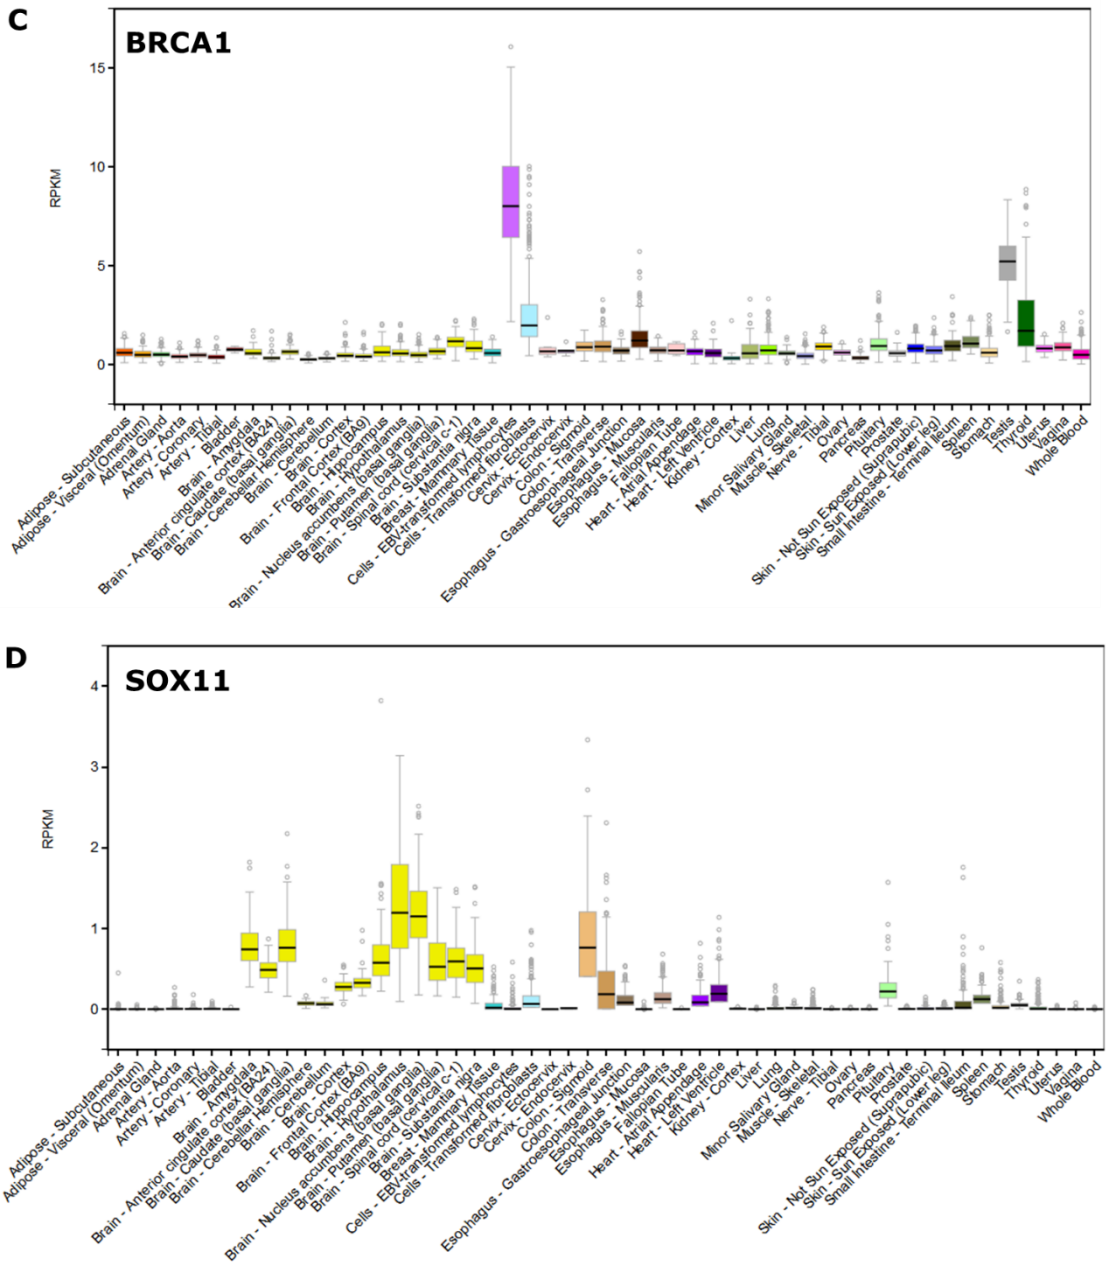 C
BRCA1
15
10
5
0
RPKM
Adipose - Subcutaneous
Adipose - Visceral (Omentum)
Adrenal Gland
Artery - Aorta
Artery - Coronary
Artery - Tibial
Bladder
Brain - Amygdala
Brain - Anterior cingulate cortex (BA24)
Brain - Caudate (basal ganglia)
Brain - Cerebellar Hemisphere
Brain - Cerebellum
Brain - Cortex
Brain - Frontal Cortex (BA9)
Brain - Hippocampus
Brain - Hypothalamus
Brain - Nucleus accumbens (basal ganglia)
Brain - Putamen (basal ganglia)
Brain - Spinal cord (cervical c-1)
Brain - Substantia nigra
Breast - Mammary Tissue
Cells - EBV-transformed lymphocytes
Cells - Transformed fibroblasts
Cervix - Ectocervix
Cervix - Endocervix
Colon - Sigmoid
Colon - Transverse
Esophagus - Gastroesophageal Junction
Esophagus - Mucosa
Esophagus - Muscularis
Fallopian Tube
Heart - Atrial Appendage
Heart - Left Ventricle
Kidney - Cortex
Liver
Lung
Minor Salivary Gland
Muscle - Skeletal
Nerve - Tibial
Ovary
Pancreas
Pituitary
Prostate
Skin - Not Sun Exposed (Suprapubic)
Skin - Sun Exposed (Lower leg)
Small Intestine - Terminal Ileum
Spleen
Stomach
Testis
Thyroid
Uterus
Vagina
Whole Blood
D
SOX11
4
3
2
1
0
RPKM
Adipose - Subcutaneous
Adipose - Visceral (Omentum)
Adrenal Gland
Artery - Aorta
Artery - Coronary
Artery - Tibial
Bladder
Brain - Amygdala
Brain - Anterior cingulate cortex (BA24)
Brain - Caudate (basal ganglia)
Brain - Cerebellar Hemisphere
Brain - Cerebellum
Brain - Cortex
Brain - Frontal Cortex (BA9)
Brain - Hippocampus
Brain - Hypothalamus
Brain - Nucleus accumbens (basal ganglia)
Brain - Putamen (basal ganglia)
Brain - Spinal cord (cervical c-1)
Brain - Substantia nigra
Breast - Mammary Tissue
Cells - EBV-transformed lymphocytes
Cells - Transformed fibroblasts
Cervix - Ectocervix
Cervix - Endocervix
Colon - Sigmoid
Colon - Transverse
Esophagus - Gastroesophageal Junction
Esophagus - Mucosa
Esophagus - Muscularis
Fallopian Tube
Heart - Atrial Appendage
Heart - Left Ventricle
Kidney - Cortex
Liver
Lung
Minor Salivary Gland
Muscle - Skeletal
Nerve - Tibial
Ovary
Pancreas
Pituitary
Prostate
Skin - Not Sun Exposed (Suprapubic)
Skin - Sun Exposed (Lower leg)
Small Intestine - Terminal Ileum
Spleen
Stomach
Testis
Thyroid
Uterus
Vagina
Whole Blood